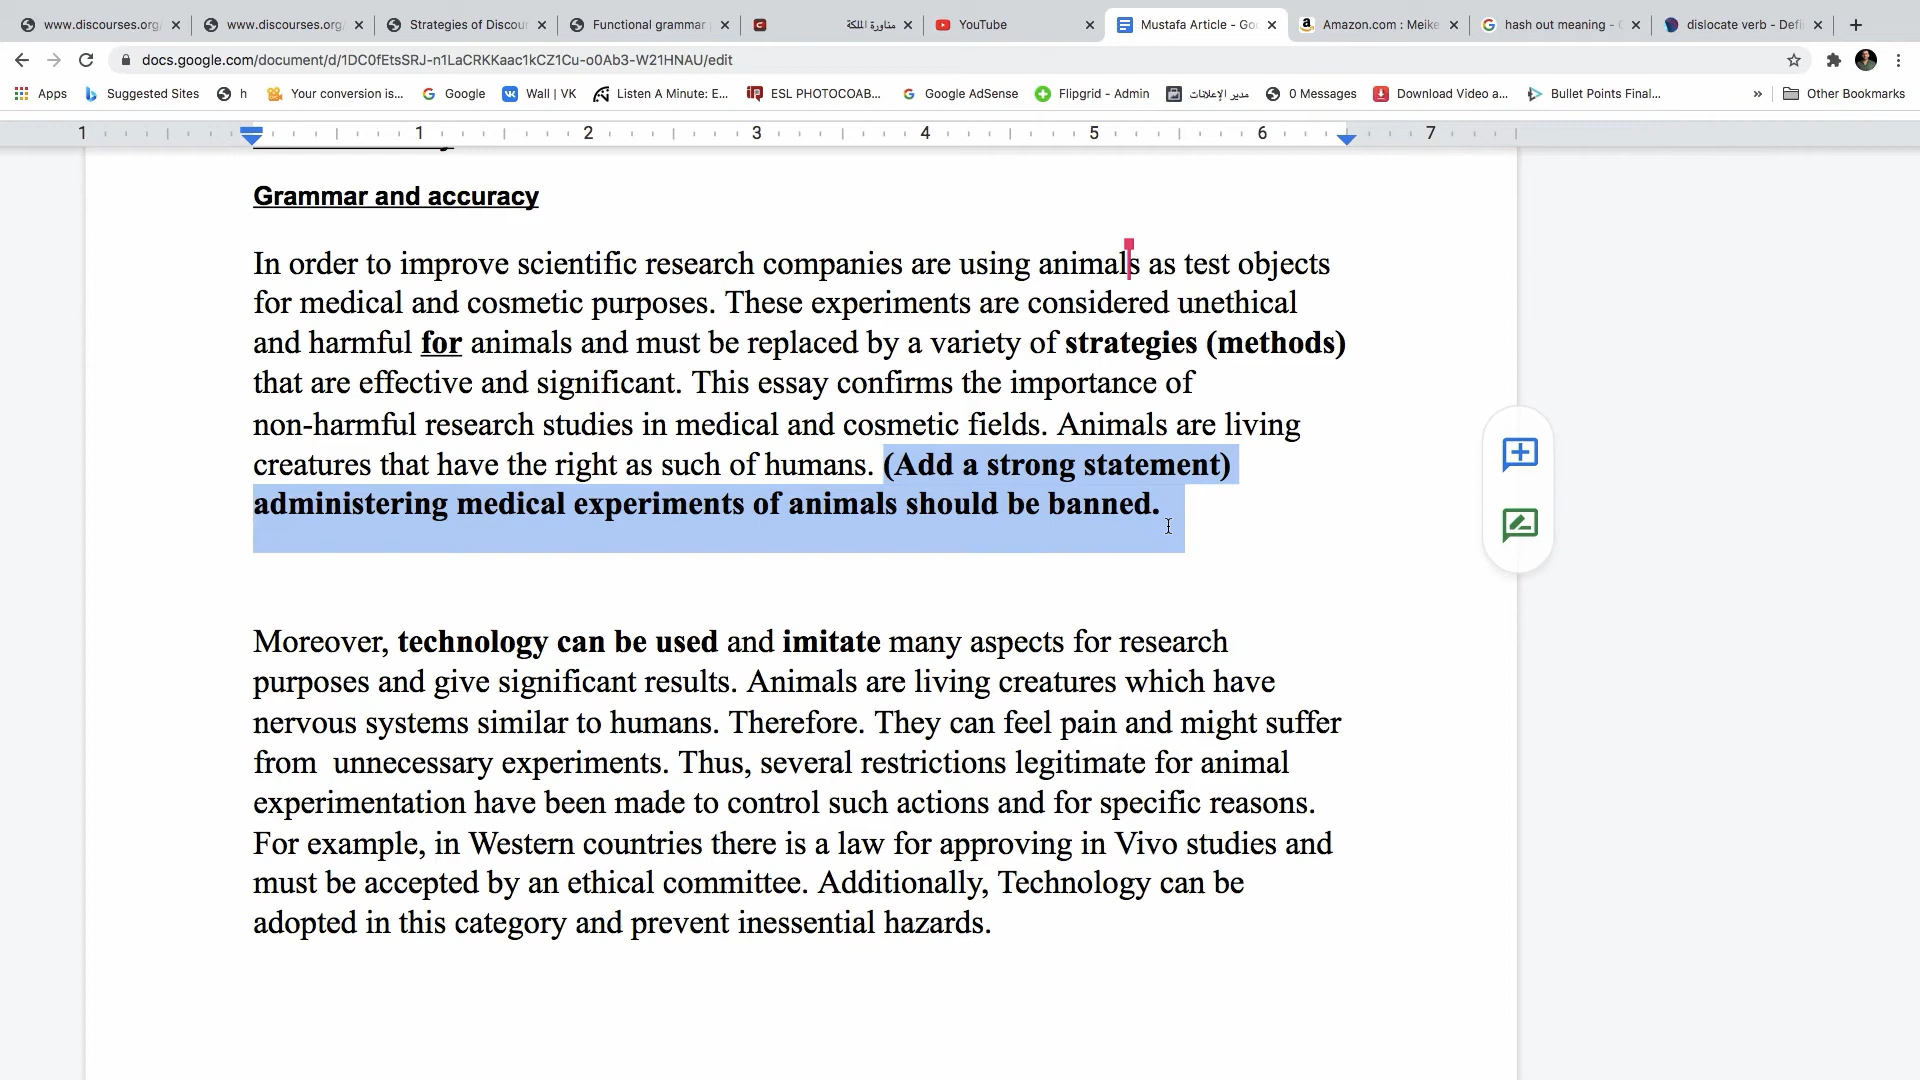 www.discourses.org/
www.discourses.org/
Strategies of Discou
Functional grammar
مناورة الملكة
YouTube
Mustafa Article - Go
Amazon.com : Meike
hash out meaning - G
dislocate verb - Defi
docs.google.com/document/d/1DC0fEtsSRJ-n1LaCRKKaac1kCZ1Cu-o0Ab3-W21HNAU/edit
Apps
Suggested Sites
h
Your conversion is...
Google
Wall | VK
Listen A Minute: E...
ESL PHOTOCOAB...
Google AdSense
Flipgrid - Admin
مدير الإعلانات
0 Messages
Download Video a...
Bullet Points Final...
»
Other Bookmarks
1 1 2 3 4 5 6 7
Grammar and accuracy
In order to improve scientific research companies are using animals as test objects
for medical and cosmetic purposes. These experiments are considered unethical
and harmful for animals and must be replaced by a variety of strategies (methods)
that are effective and significant. This essay confirms the importance of
non-harmful research studies in medical and cosmetic fields. Animals are living
creatures that have the right as such of humans. (Add a strong statement)
administering medical experiments of animals should be banned.
Moreover, technology can be used and imitate many aspects for research
purposes and give significant results. Animals are living creatures which have
nervous systems similar to humans. Therefore. They can feel pain and might suffer
from  unnecessary experiments. Thus, several restrictions legitimate for animal
experimentation have been made to control such actions and for specific reasons.
For example, in Western countries there is a law for approving in Vivo studies and
must be accepted by an ethical committee. Additionally, Technology can be
adopted in this category and prevent inessential hazards.